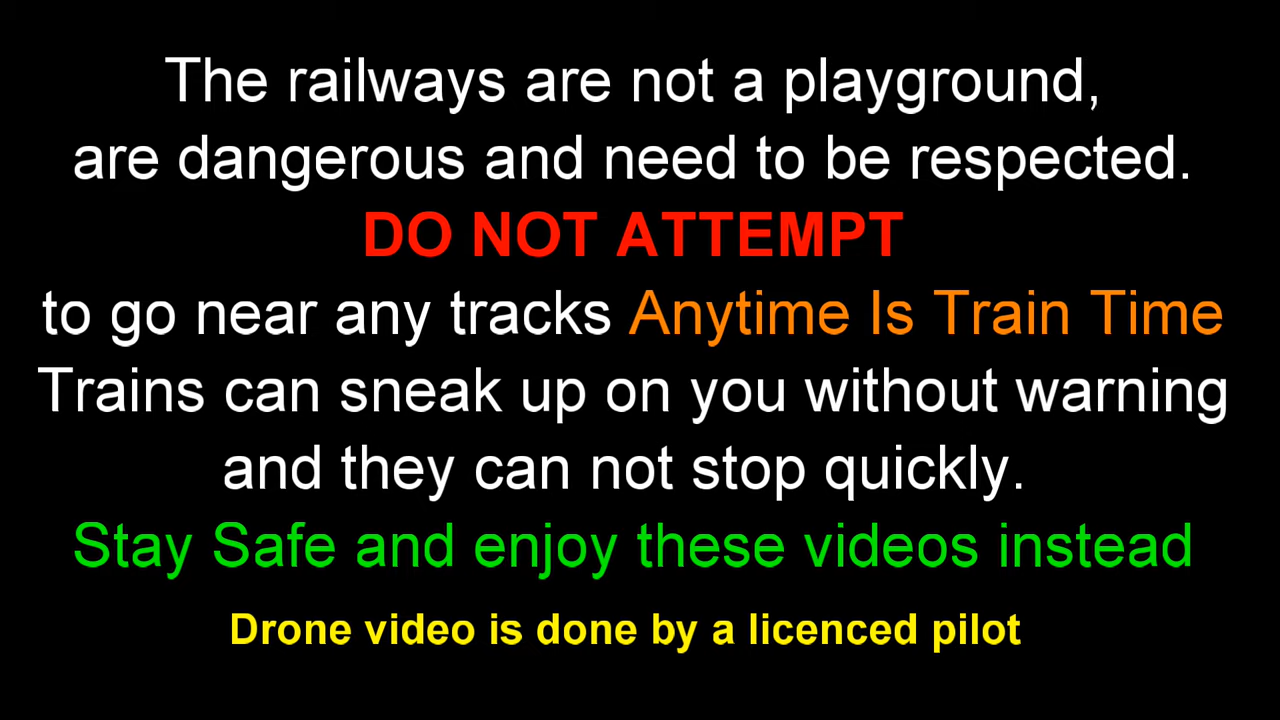 The railways are not a playground,
are dangerous and need to be respected.
DO NOT ATTEMPT
to go near any tracks Anytime Is Train Time
Trains can sneak up on you without warning
and they can not stop quickly.
Stay Safe and enjoy these videos instead
Drone video is done by a licenced pilot